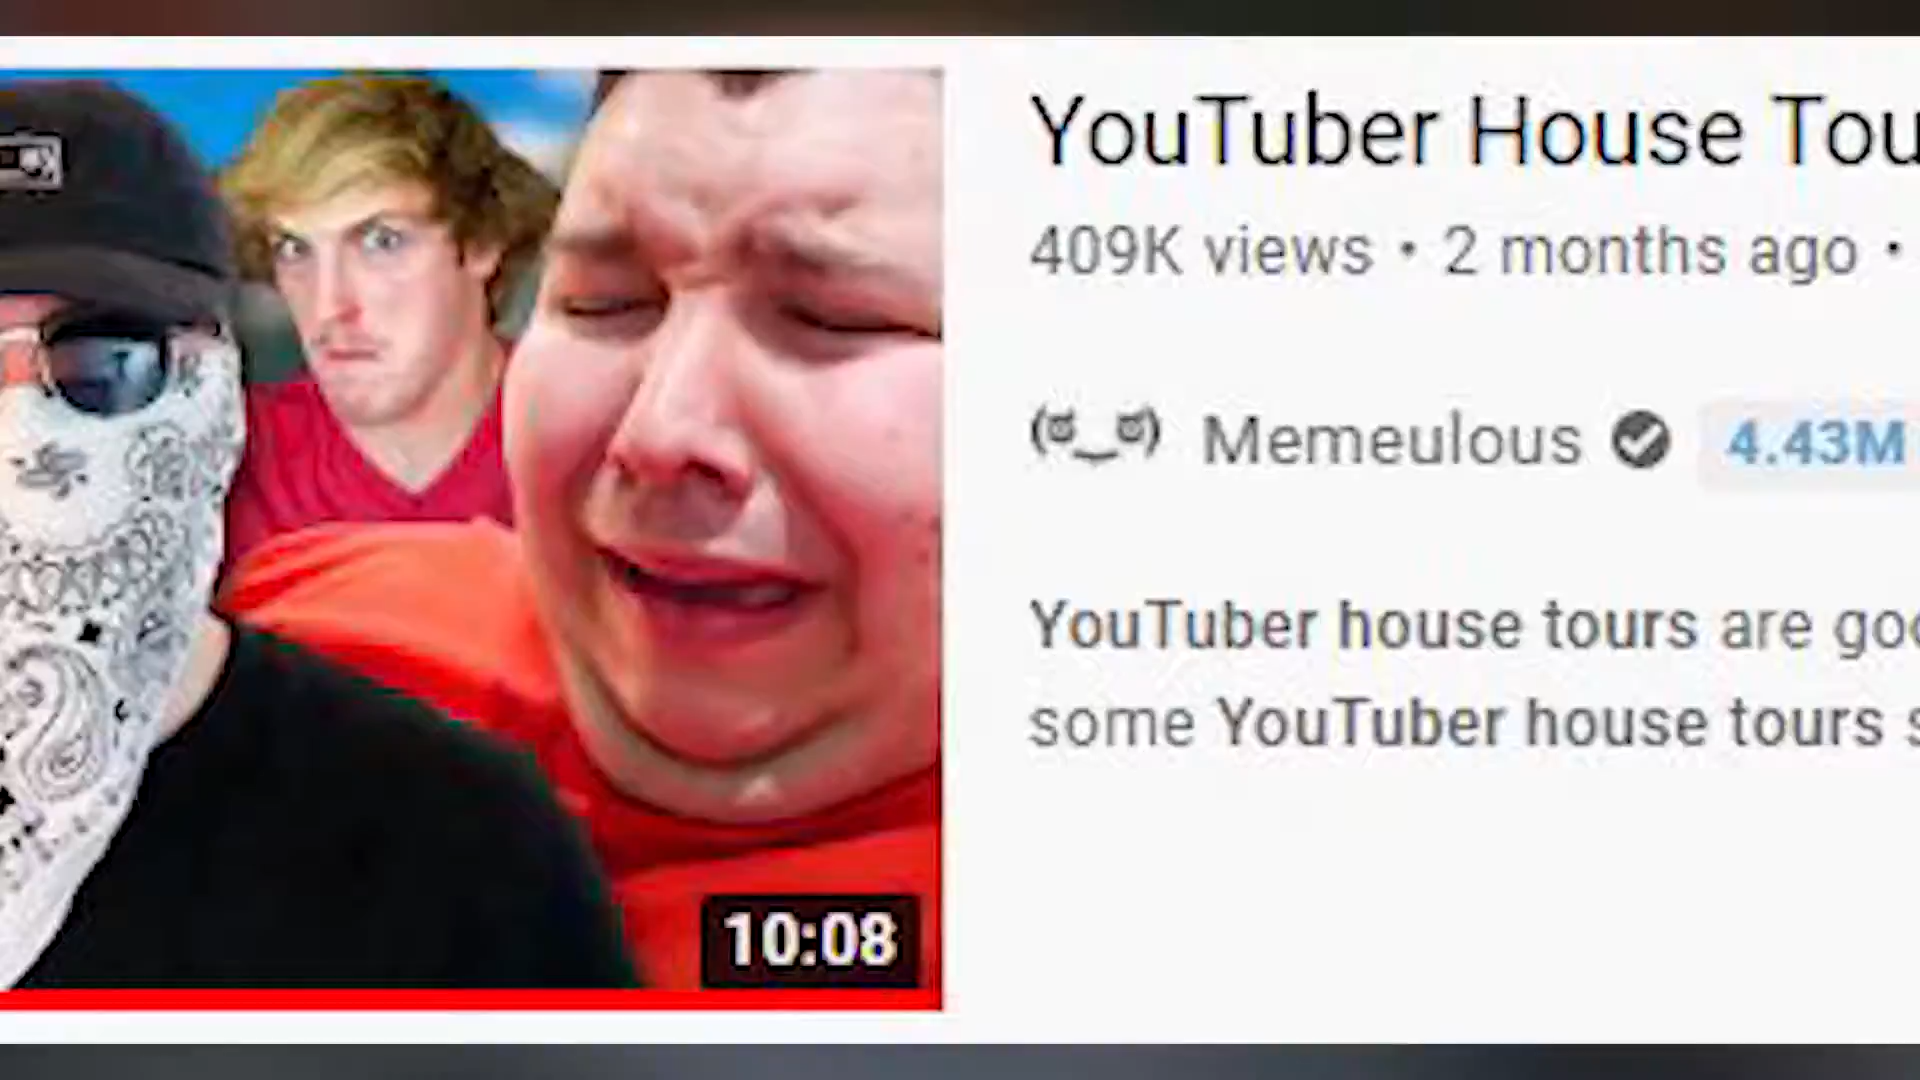 YouTuber House Tou
409K views • 2 months ago •
Memeulous 4.43M
YouTuber house tours are goo
some YouTuber house tours s
10:08